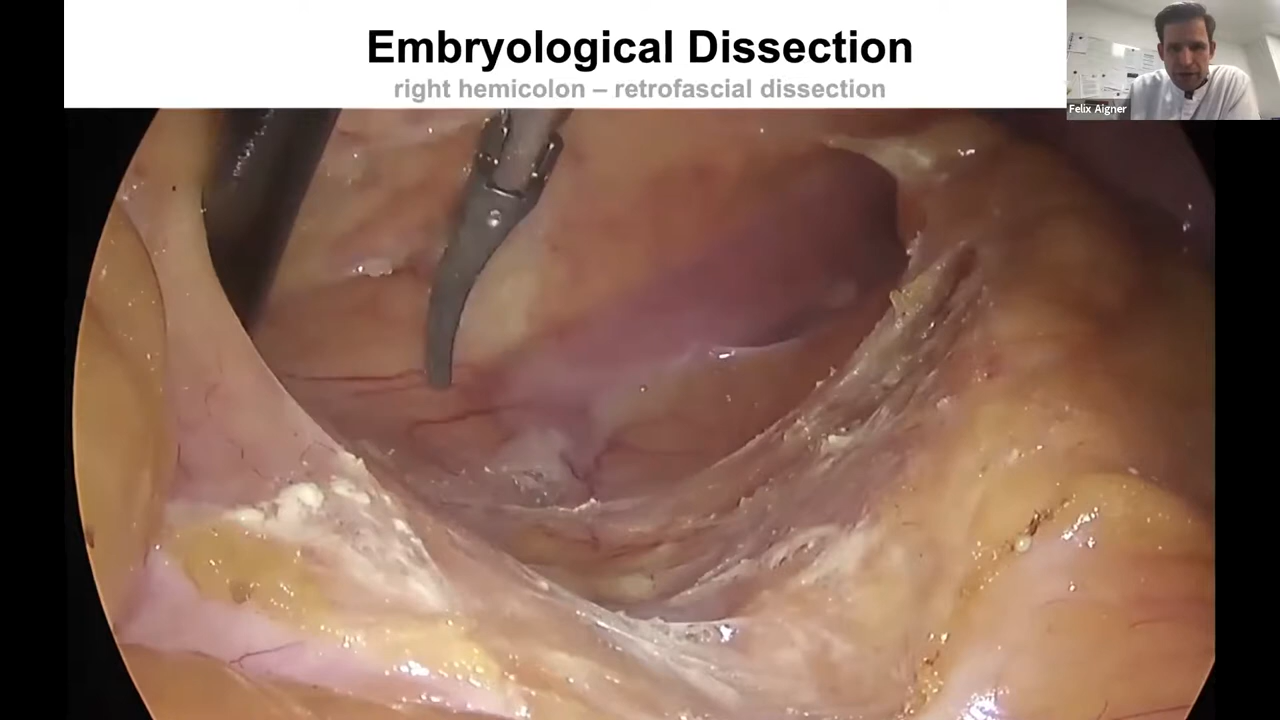 Embryological Dissection
right hemicolon – retrofascial dissection
Felix Aigner